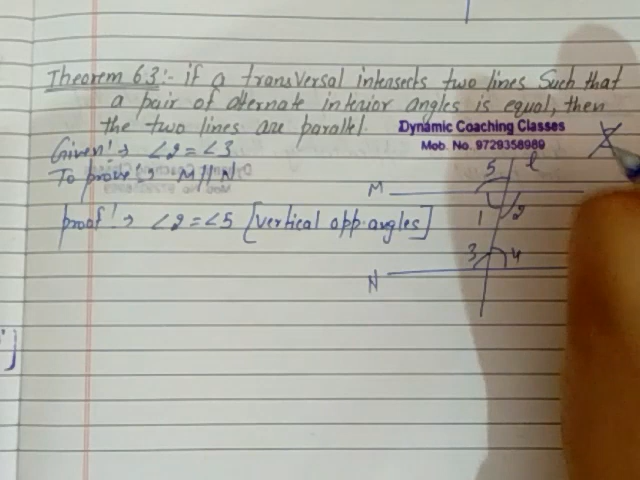 Theorem 6.3:- if a transversal intersects two lines Such that
a pair of alternate interior angles is equal, then
the two lines are parallel.
Dynamic Coaching Classes
Mob. No. 9729358989
Given:→ ∠2=∠3
To prove:→ M||N
proof:→ ∠2=∠5 [vertical opp. angles]
5 l
M
1 2
3 4
N